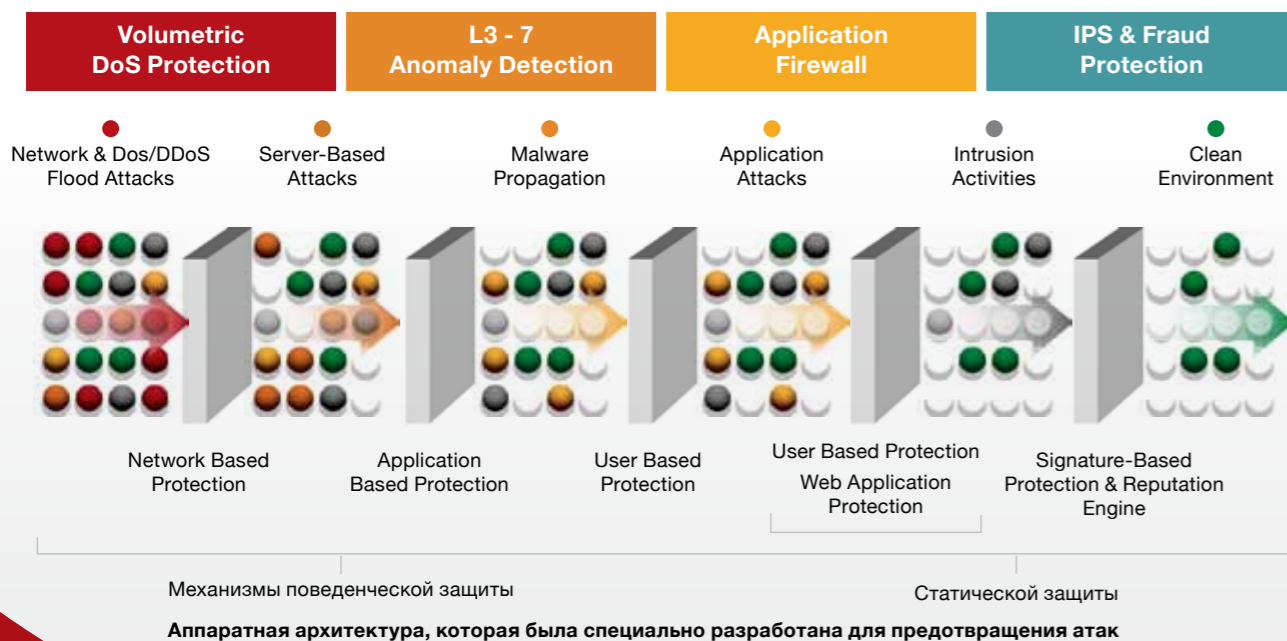 Volumetric
DoS Protection
L3 - 7
Anomaly Detection
Application
Firewall
IPS & Fraud
Protection
Network & Dos/DDoS
Flood Attacks
Server-Based
Attacks
Malware
Propagation
Application
Attacks
Intrusion
Activities
Clean
Environment
Network Based
Protection
Application
Based Protection
User Based
Protection
User Based Protection
Web Application
Protection
Signature-Based
Protection & Reputation
Engine
Механизмы поведенческой защиты
Статической защиты
Аппаратная архитектура, которая была специально разработана для предотвращения атак